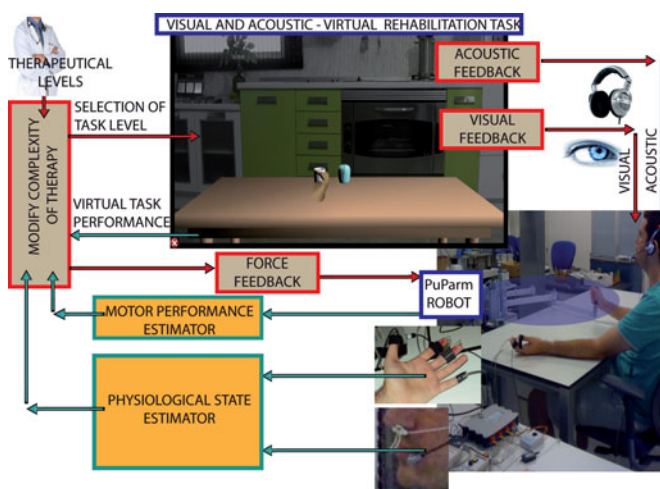 VISUAL AND ACOUSTIC - VIRTUAL REHABILITATION TASK
THERAPEUTICAL
LEVELS
ACOUSTIC
FEEDBACK
SELECTION OF
TASK LEVEL
VISUAL
FEEDBACK
VISUAL
ACOUSTIC
MODIFY COMPLEXITY
OF THERAPY
VIRTUAL TASK
PERFORMANCE
FORCE
FEEDBACK
PuParm
ROBOT
MOTOR PERFORMANCE
ESTIMATOR
PHYSIOLOGICAL STATE
ESTIMATOR